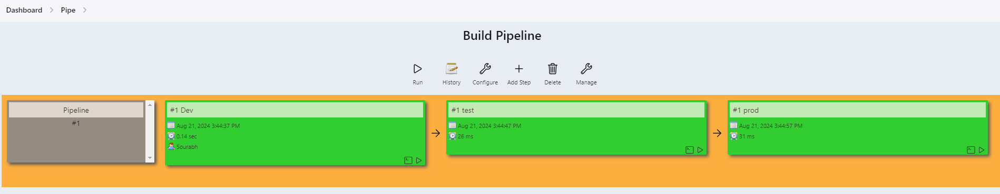 Dashboard
Pipe
Build Pipeline
Run
History
Configure
Add Step
Delete
Manage
Pipeline
#1
#1 Dev
Aug 21, 2024 3:44:37 PM
0.14 sec
Sourabh
#1 test
Aug 21, 2024 3:44:47 PM
26 ms
#1 prod
Aug 21, 2024 3:44:57 PM
31 ms